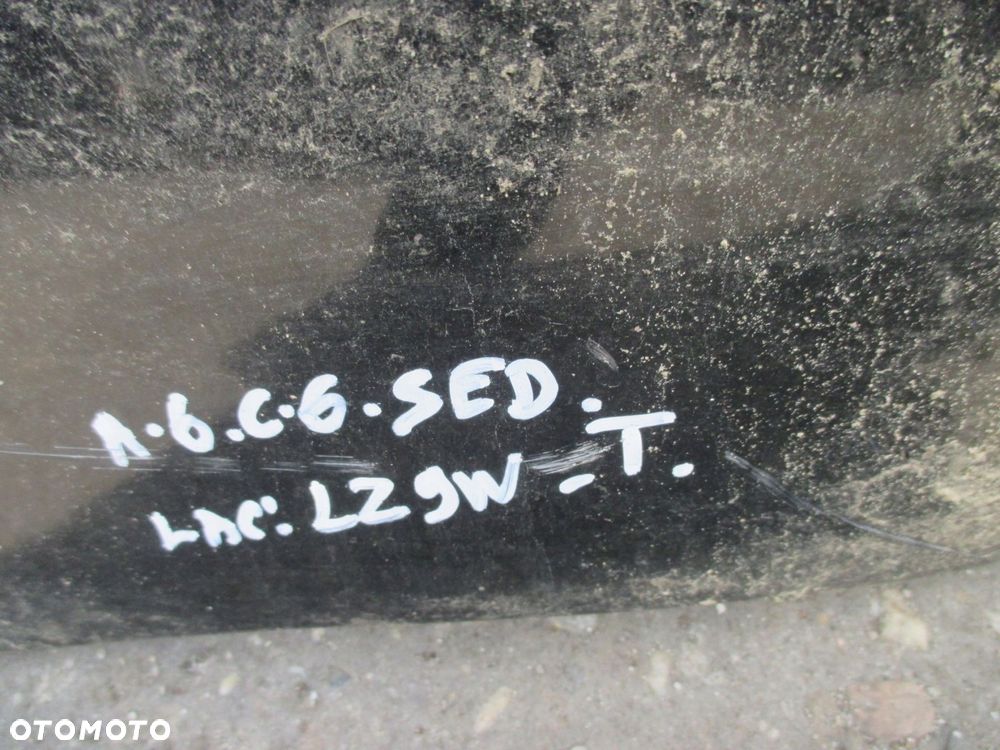 A.6.C.6.SED.
LAC: LZ9W -T.
OTOMOTO